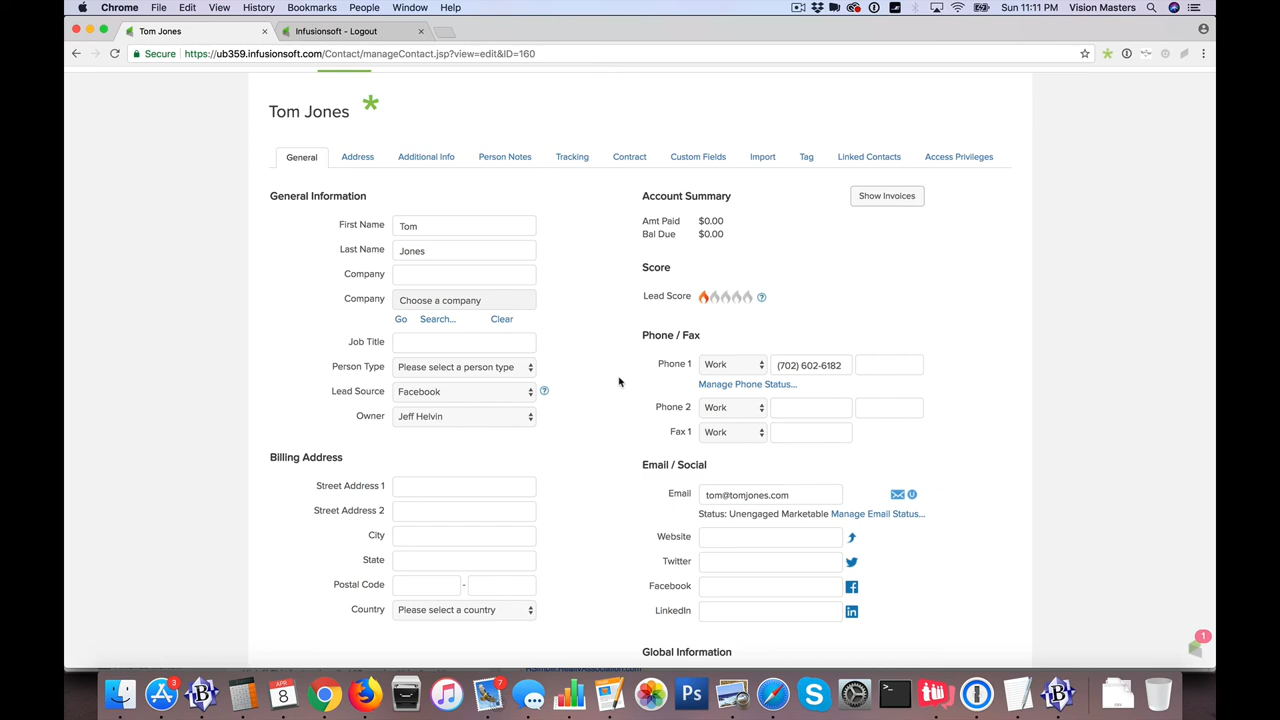 Chrome File Edit View History Bookmarks People Window Help Sun 11:11 PM Vision Masters
Tom Jones Infusionsoft - Logout
Secure https://ub359.infusionsoft.com/Contact/manageContact.jsp?view=edit&ID=160
Tom Jones
General Address Additional Info Person Notes Tracking Contract Custom Fields Import Tag Linked Contacts Access Privileges
General Information
First Name Tom
Last Name Jones
Company
Company Choose a company
Go Search... Clear
Job Title
Person Type Please select a person type
Lead Source Facebook ?
Owner Jeff Helvin
Billing Address
Street Address 1
Street Address 2
City
State
Postal Code -
Country Please select a country
Account Summary Show Invoices
Amt Paid $0.00
Bal Due $0.00
Score
Lead Score ?
Phone / Fax
Phone 1 Work (702) 602-6182
Manage Phone Status...
Phone 2 Work
Fax 1 Work
Email / Social
Email tom@tomjones.com
Status: Unengaged Marketable Manage Email Status...
Website
Twitter
Facebook
LinkedIn
Global Information
1
3
APR
8
7
Ps